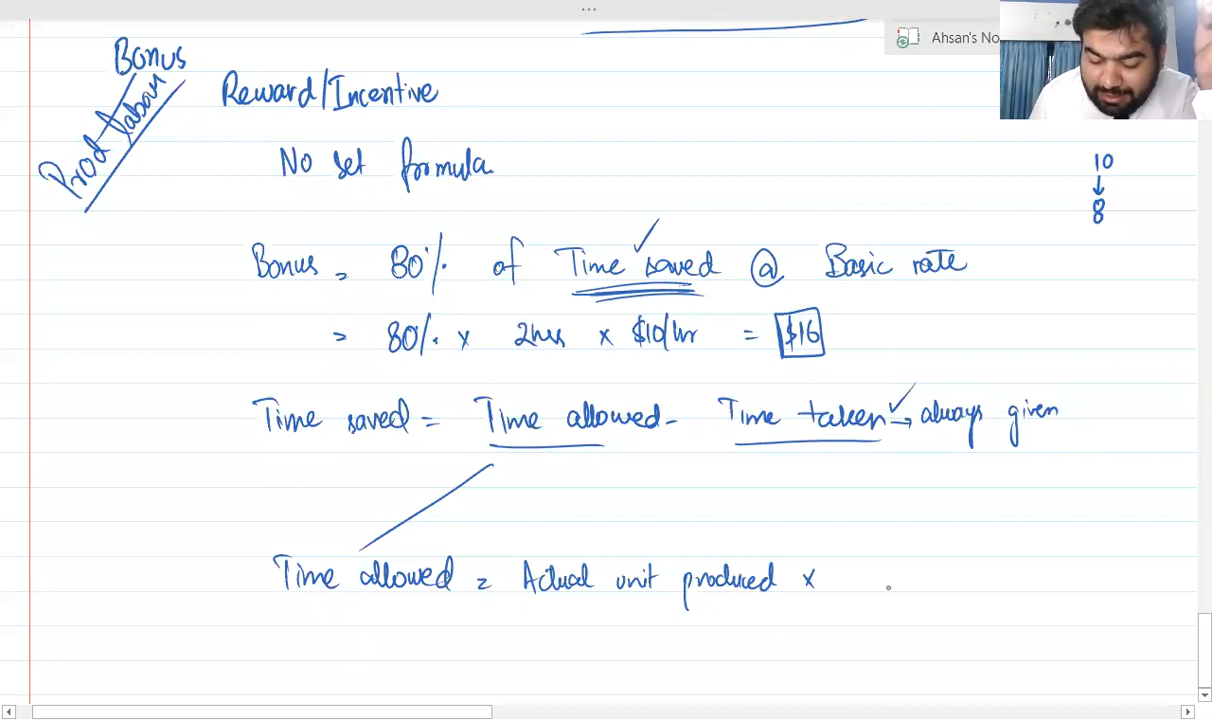 Ahsan's No
Bonus
Prod labour
Reward/Incentive
No set formula
10
↓
8
Bonus = 80% of Time saved @ Basic rate
= 80% x 2hrs x $10/hr = $16
Time saved = Time allowed - Time taken → always given
Time allowed = Actual unit produced x